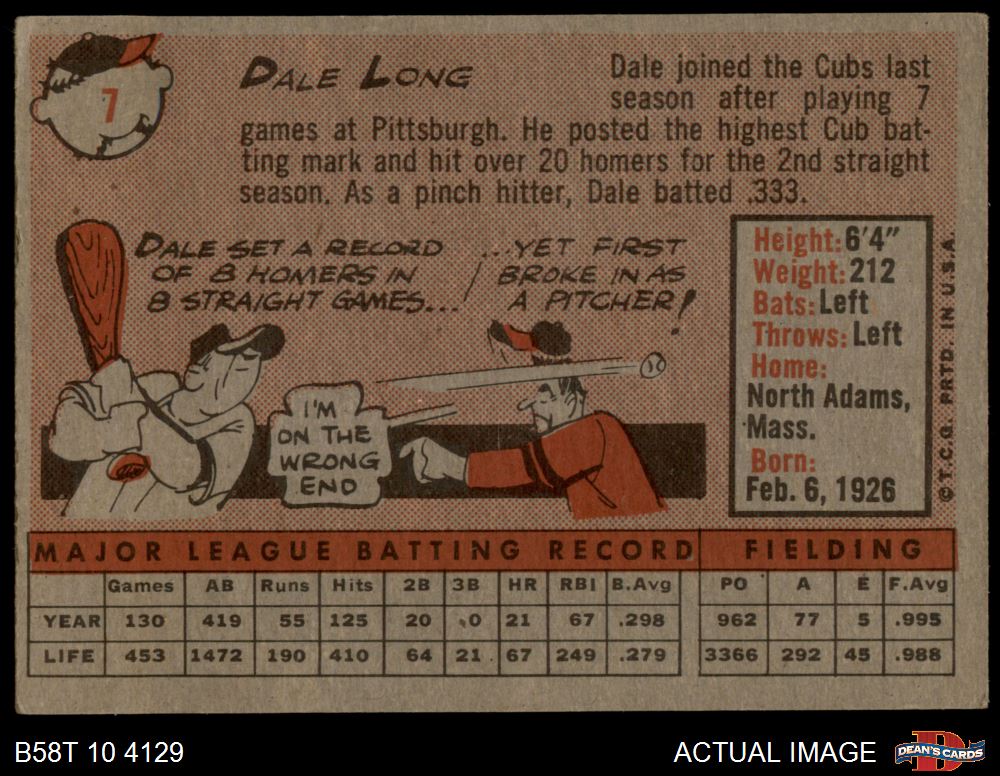 7
DALE LONG
Dale joined the Cubs last
season after playing 7
games at Pittsburgh. He posted the highest Cub bat-
ting mark and hit over 20 homers for the 2nd straight
season. As a pinch hitter, Dale batted .333.
DALE SET A RECORD
OF 8 HOMERS IN
8 STRAIGHT GAMES...
...YET FIRST
BROKE IN AS
A PITCHER!
I'M
ON THE
WRONG
END
Height: 6'4"
Weight: 212
Bats: Left
Throws: Left
Home:
North Adams,
Mass.
Born:
Feb. 6, 1926
© T.C.G. PRTD. IN U.S.A.
MAJOR LEAGUE BATTING RECORD FIELDING
Games AB Runs Hits 2B 3B HR RBI B.Avg PO A E F.Avg
YEAR 130 419 55 125 20 0 21 67 .298 962 77 5 .995
LIFE 453 1472 190 410 64 21 67 249 .279 3366 292 45 .988
B58T 10 4129
ACTUAL IMAGE
D
DEAN'S CARDS